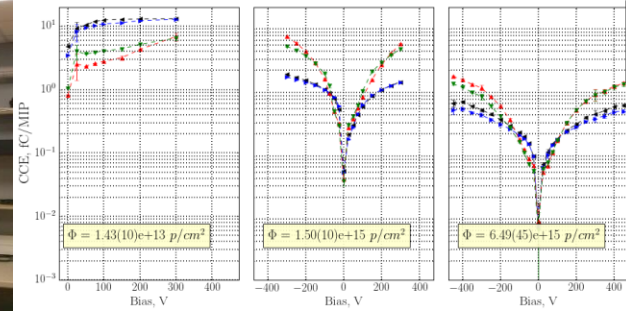 CCE, fC/MIP
10¹
10⁰
10⁻¹
10⁻²
10⁻³
Φ = 1.43(10)e+13 p/cm²
0 100 200 300 400
Bias, V
Φ = 1.50(10)e+15 p/cm²
−400 −200 0 200 400
Bias, V
Φ = 6.49(45)e+15 p/cm²
−400 −200 0 200 400
Bias, V